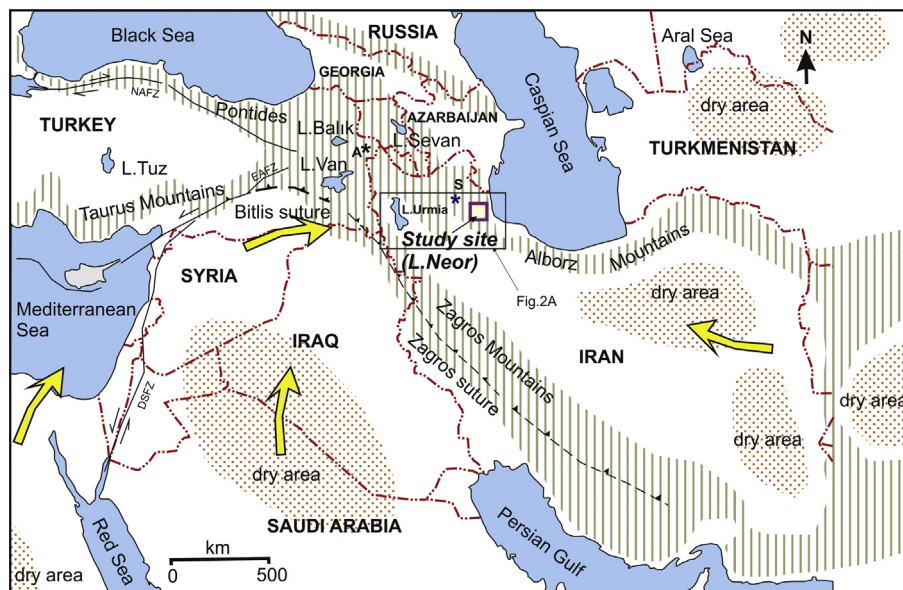 RUSSIA
Black Sea
Aral Sea
N
GEORGIA
Caspian Sea
NAFZ
Pontides
AZARBAIJAN
dry area
TURKEY
L.Balık
L.Sevan
A*
TURKMENISTAN
L.Tuz
EAFZ
L.Van
S
*
Taurus Mountains
Bitlis suture
L.Urmia
Study site
(L.Neor)
Alborz Mountains
SYRIA
Fig.2A
Mediterranean
Sea
dry area
IRAQ
Zagros Mountains
IRAN
Zagros suture
DSFZ
dry area
dry area
dry area
SAUDI ARABIA
Persian Gulf
Red Sea
km
0 500
dry area